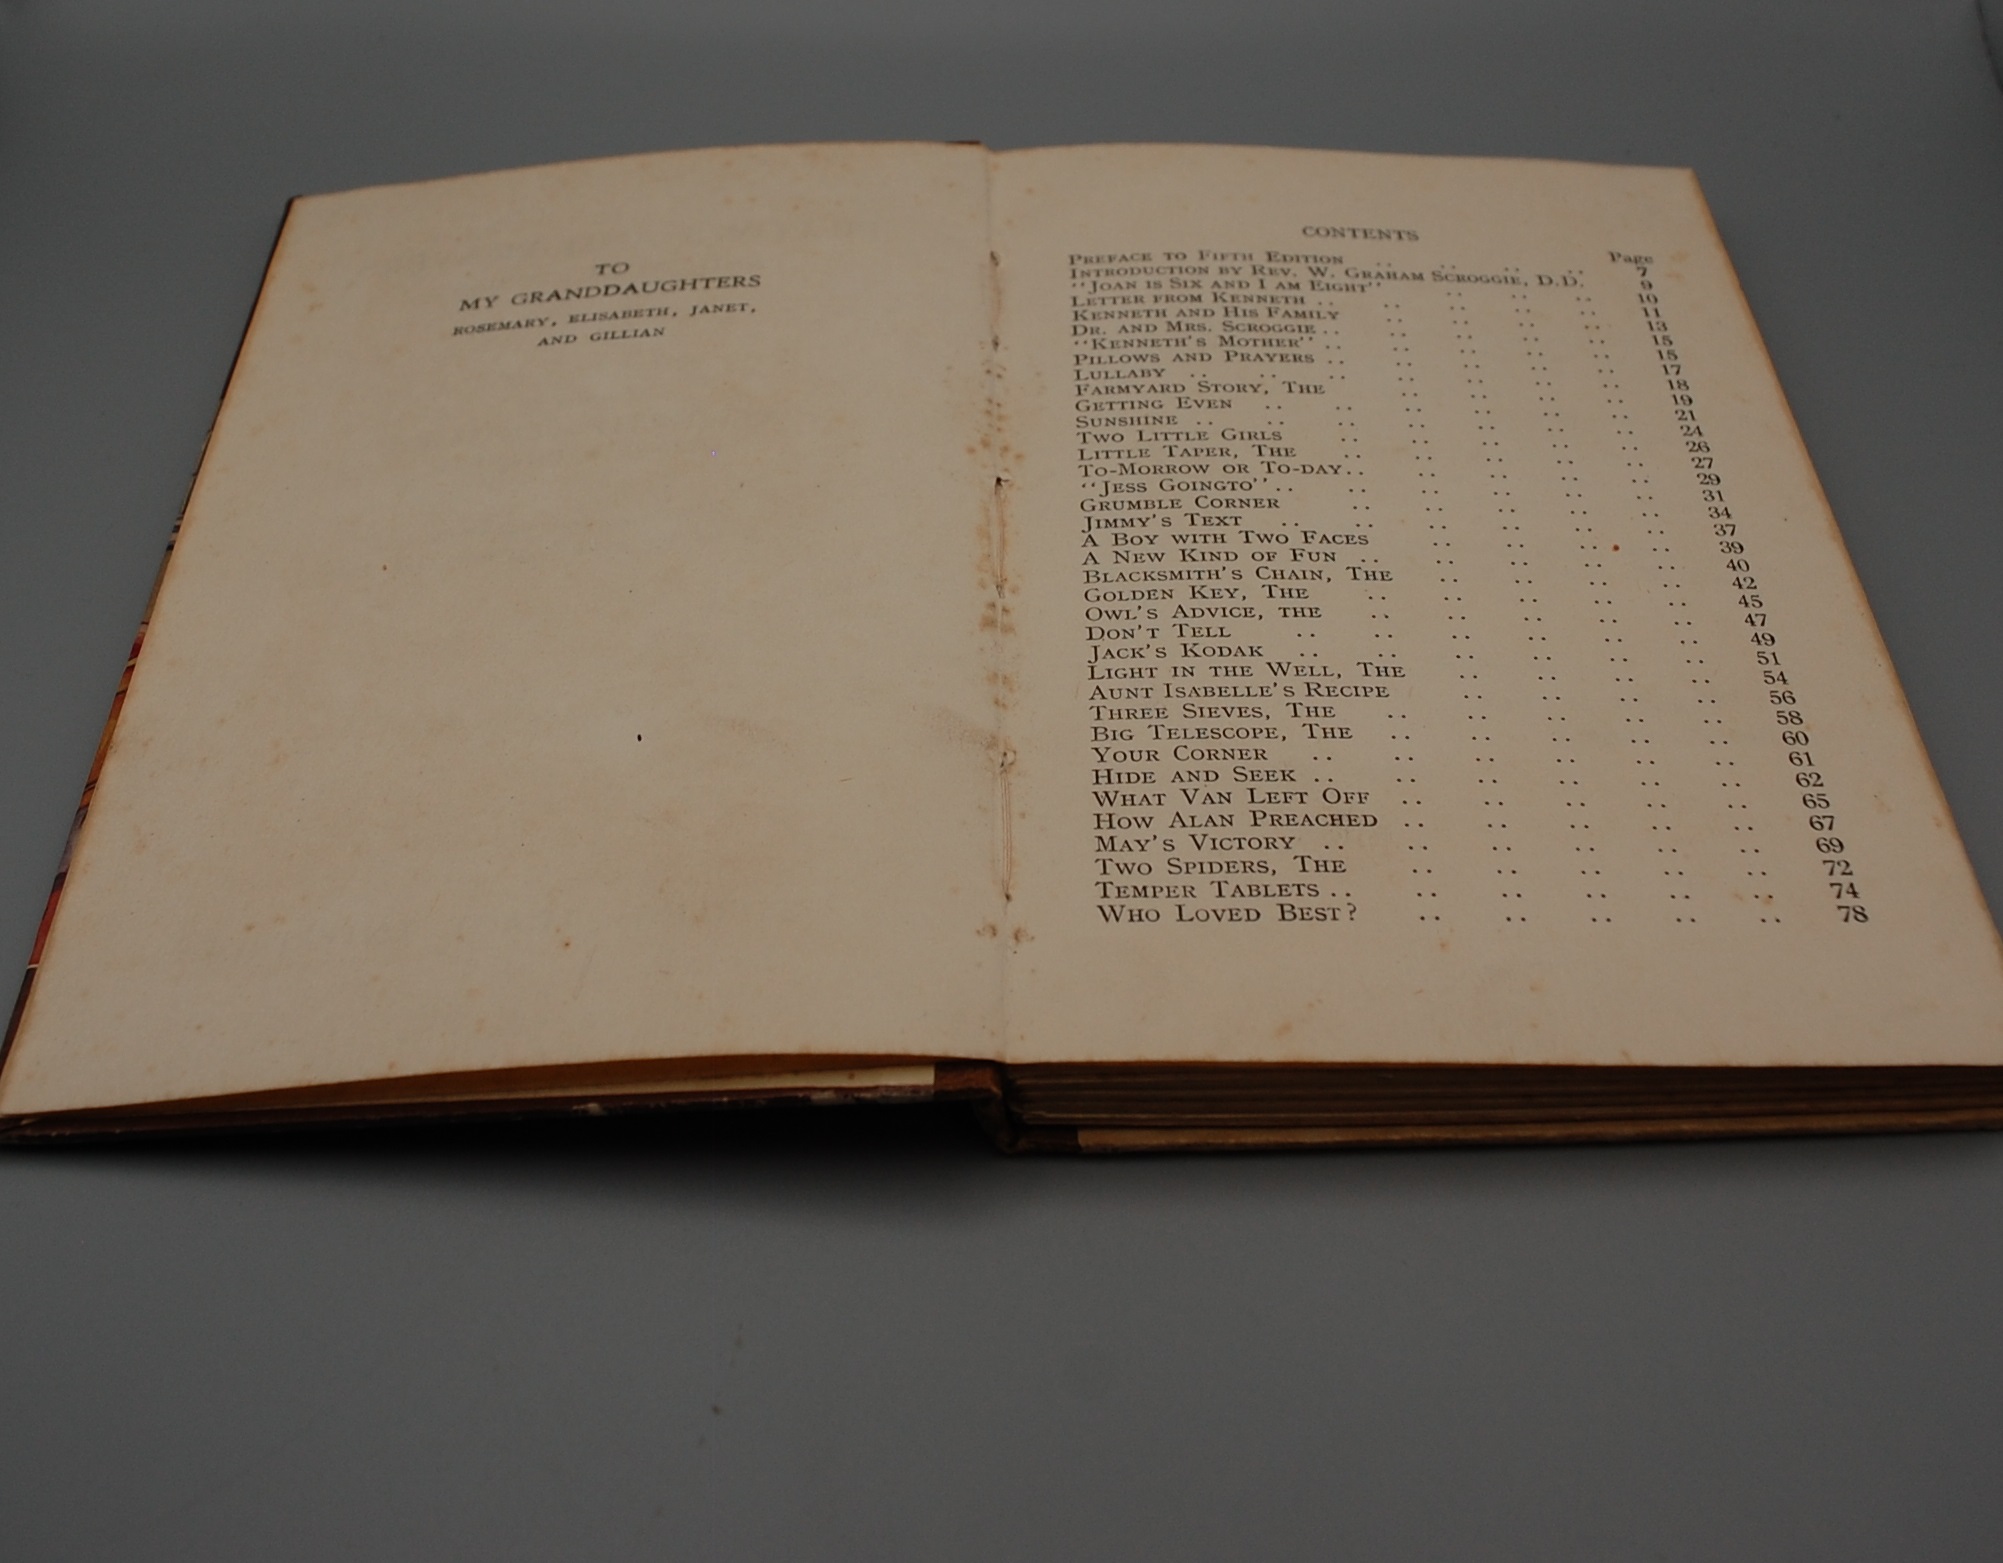 TO
MY GRANDDAUGHTERS
ROSEMARY, ELISABETH, JANET,
AND GILLIAN
CONTENTS
Page
PREFACE TO FIFTH EDITION .. .. .. 7
INTRODUCTION BY REV. W. GRAHAM SCROGGIE, D.D. 9
"JOAN IS SIX AND I AM EIGHT" .. .. .. 10
LETTER FROM KENNETH .. .. .. .. 11
KENNETH AND HIS FAMILY .. .. .. .. 13
DR. AND MRS. SCROGGIE .. .. .. .. .. 15
"KENNETH'S MOTHER" .. .. .. .. .. 15
PILLOWS AND PRAYERS .. .. .. .. .. 17
LULLABY .. .. .. .. .. .. .. 18
FARMYARD STORY, THE .. .. .. .. 19
GETTING EVEN .. .. .. .. .. .. 21
SUNSHINE .. .. .. .. .. .. .. 24
TWO LITTLE GIRLS .. .. .. .. .. 26
LITTLE TAPER, THE .. .. .. .. .. 27
TO-MORROW OR TO-DAY .. .. .. .. .. 29
"JESS GOINGTO" .. .. .. .. .. .. 31
GRUMBLE CORNER .. .. .. .. .. 34
JIMMY'S TEXT .. .. .. .. .. .. 37
A BOY WITH TWO FACES .. .. .. .. 39
A NEW KIND OF FUN .. .. .. .. .. 40
BLACKSMITH'S CHAIN, THE .. .. .. .. 42
GOLDEN KEY, THE .. .. .. .. .. 45
OWL'S ADVICE, THE .. .. .. .. .. 47
DON'T TELL .. .. .. .. .. .. 49
JACK'S KODAK .. .. .. .. .. .. 51
LIGHT IN THE WELL, THE .. .. .. .. 54
AUNT ISABELLE'S RECIPE .. .. .. .. 56
THREE SIEVES, THE .. .. .. .. .. 58
BIG TELESCOPE, THE .. .. .. .. .. 60
YOUR CORNER .. .. .. .. .. .. 61
HIDE AND SEEK .. .. .. .. .. .. 62
WHAT VAN LEFT OFF .. .. .. .. .. 65
HOW ALAN PREACHED .. .. .. .. .. 67
MAY'S VICTORY .. .. .. .. .. .. 69
TWO SPIDERS, THE .. .. .. .. .. 72
TEMPER TABLETS .. .. .. .. .. .. 74
WHO LOVED BEST? .. .. .. .. .. 78